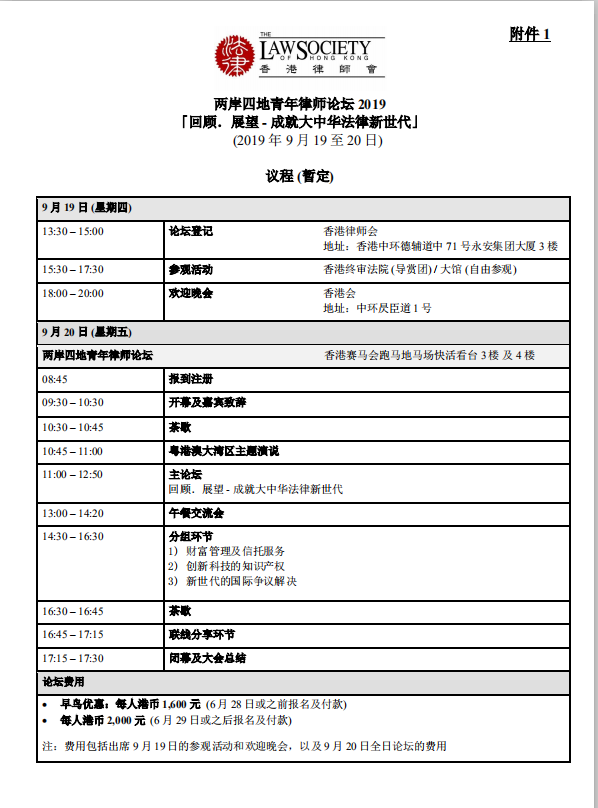 附件 1
法律
THE
LAW SOCIETY
OF HONG KONG
香港律師會
两岸四地青年律师论坛 2019
「回顾．展望 - 成就大中华法律新世代」
(2019 年 9 月 19 至 20 日)
议程 (暂定)
9 月 19 日 (星期四)
13:30 – 15:00 论坛登记 香港律师会
地址：香港中环德辅道中 71 号永安集团大厦 3 楼
15:30 – 17:30 参观活动 香港终审法院 (导赏团) / 大馆 (自由参观)
18:00 – 20:00 欢迎晚会 香港会
地址：中环昃臣道 1 号
9 月 20 日 (星期五)
两岸四地青年律师论坛 香港赛马会跑马地马场快活看台 3 楼 及 4 楼
08:45 报到注册
09:30 – 10:30 开幕及嘉宾致辞
10:30 – 10:45 茶歇
10:45 – 11:00 粤港澳大湾区主题演说
11:00 – 12:50 主论坛
回顾．展望 - 成就大中华法律新世代
13:00 – 14:20 午餐交流会
14:30 – 16:30 分组环节
1） 财富管理及信托服务
2） 创新科技的知识产权
3） 新世代的国际争议解决
16:30 – 16:45 茶歇
16:45 – 17:15 联线分享环节
17:15 – 17:30 闭幕及大会总结
论坛费用
• 早鸟优惠：每人港币 1,600 元 (6 月 28 日或之前报名及付款)
• 每人港币 2,000 元 (6 月 29 日或之后报名及付款)
注：费用包括出席 9 月 19 日的参观活动和欢迎晚会，以及 9 月 20 日全日论坛的费用